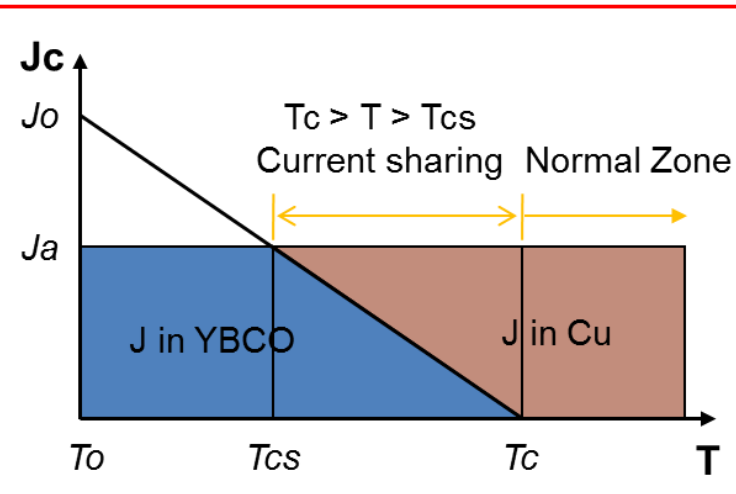 Jc
Jo
Tc > T > Tcs
Current sharing
Normal Zone
Ja
J in YBCO
J in Cu
To
Tcs
Tc
T